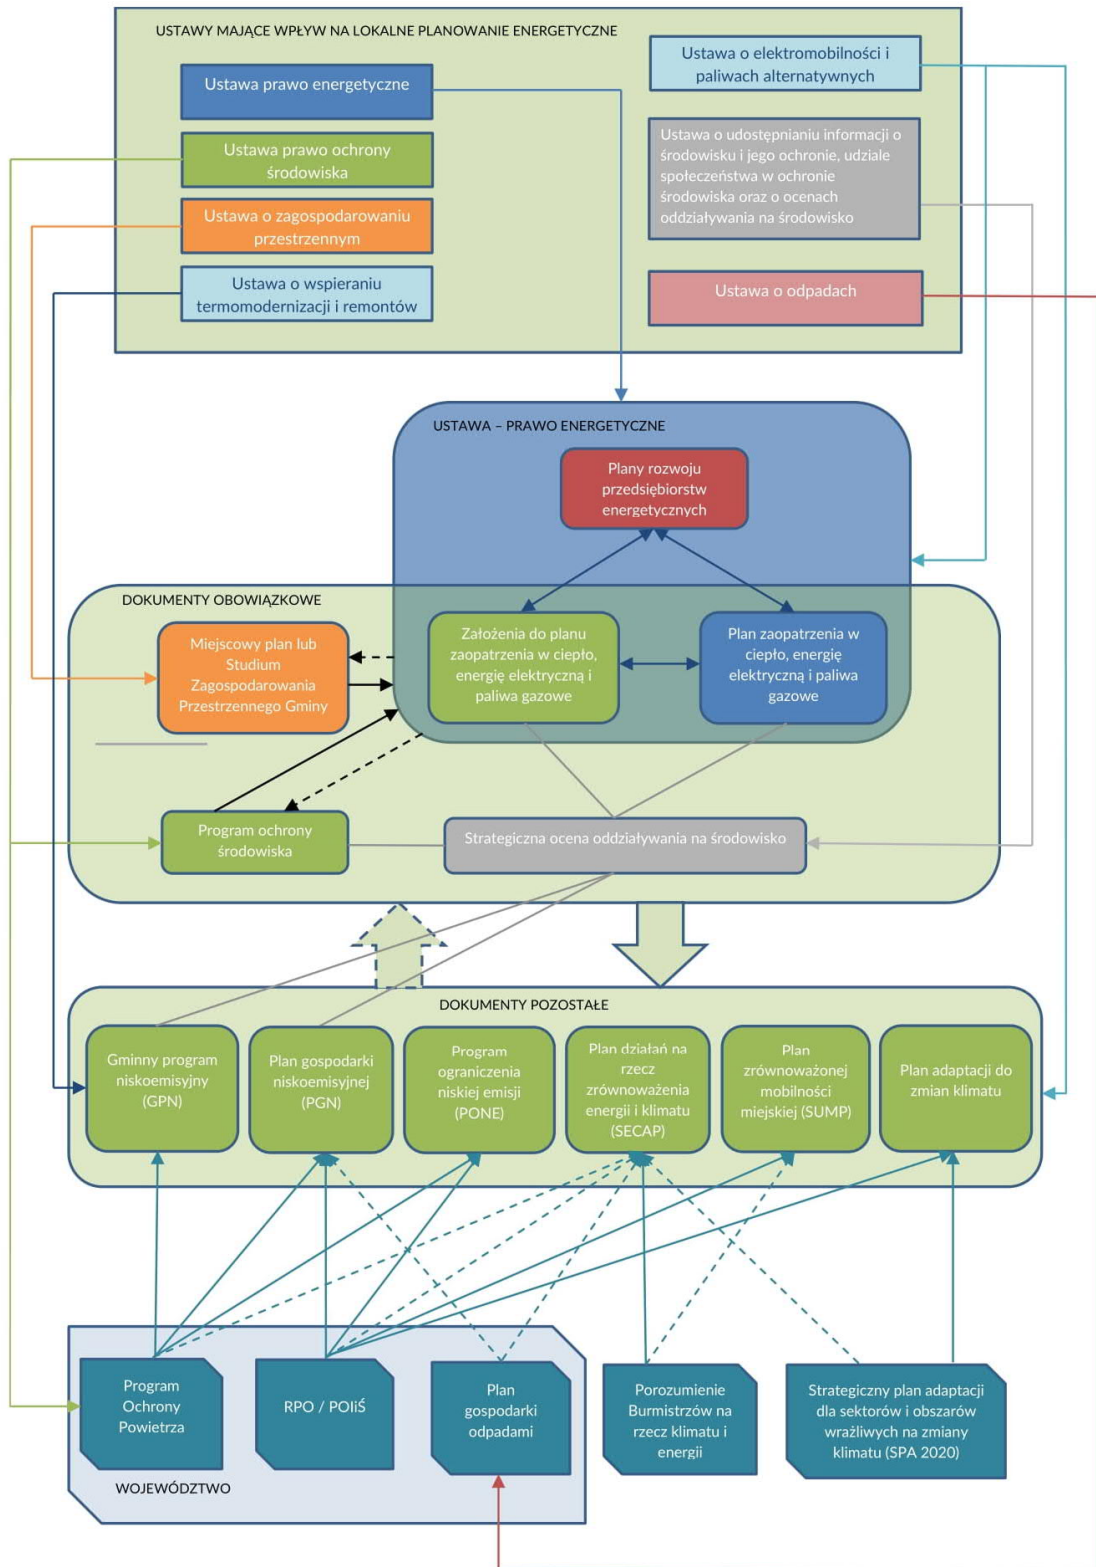 USTAWY MAJĄCE WPŁYW NA LOKALNE PLANOWANIE ENERGETYCZNE
Ustawa prawo energetyczne
Ustawa prawo ochrony
środowiska
Ustawa o zagospodarowaniu
przestrzennym
Ustawa o wspieraniu
termomodernizacji i remontów
Ustawa o elektromobilności i
paliwach alternatywnych
Ustawa o udostępnianiu informacji o
środowisku i jego ochronie, udziale
społeczeństwa w ochronie
środowiska oraz o ocenach
oddziaływania na środowisko
Ustawa o odpadach
USTAWA – PRAWO ENERGETYCZNE
Plany rozwoju
przedsiębiorstw
energetycznych
DOKUMENTY OBOWIĄZKOWE
Miejscowy plan lub
Studium
Zagospodarowania
Przestrzennego Gminy
Założenia do planu
zaopatrzenia w ciepło,
energię elektryczną i
paliwa gazowe
Plan zaopatrzenia w
ciepło, energię
elektryczną i paliwa
gazowe
Program ochrony
środowiska
Strategiczna ocena oddziaływania na środowisko
DOKUMENTY POZOSTAŁE
Gminny program
niskoemisyjny
(GPN)
Plan gospodarki
niskoemisyjnej
(PGN)
Program
ograniczenia
niskiej emisji
(PONE)
Plan działań na
rzecz
zrównoważenia
energii i klimatu
(SECAP)
Plan
zrównoważonej
mobilności
miejskiej (SUMP)
Plan adaptacji do
zmian klimatu
Program
Ochrony
Powietrza
RPO / POIiŚ
Plan
gospodarki
odpadami
Porozumienie
Burmistrzów na
rzecz klimatu i
energii
Strategiczny plan adaptacji
dla sektorów i obszarów
wrażliwych na zmiany
klimatu (SPA 2020)
WOJEWÓDZTWO